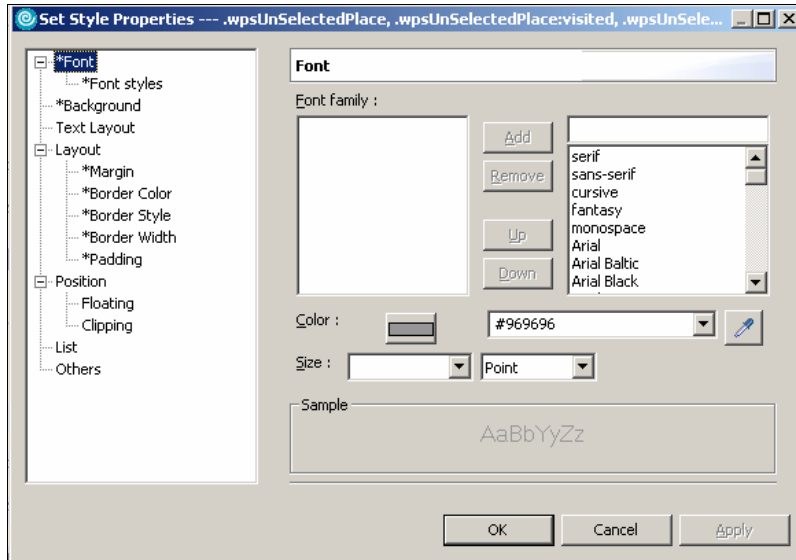 Set Style Properties --- .wpsUnSelectedPlace, .wpsUnSelectedPlace:visited, .wpsUnSele...
*Font
*Font styles
*Background
Text Layout
Layout
*Margin
*Border Color
*Border Style
*Border Width
*Padding
Position
Floating
Clipping
List
Others
Font
Font family :
Add
Remove
Up
Down
serif
sans-serif
cursive
fantasy
monospace
Arial
Arial Baltic
Arial Black
Color :
#969696
Size :
Point
Sample
AaBbYyZz
OK
Cancel
Apply